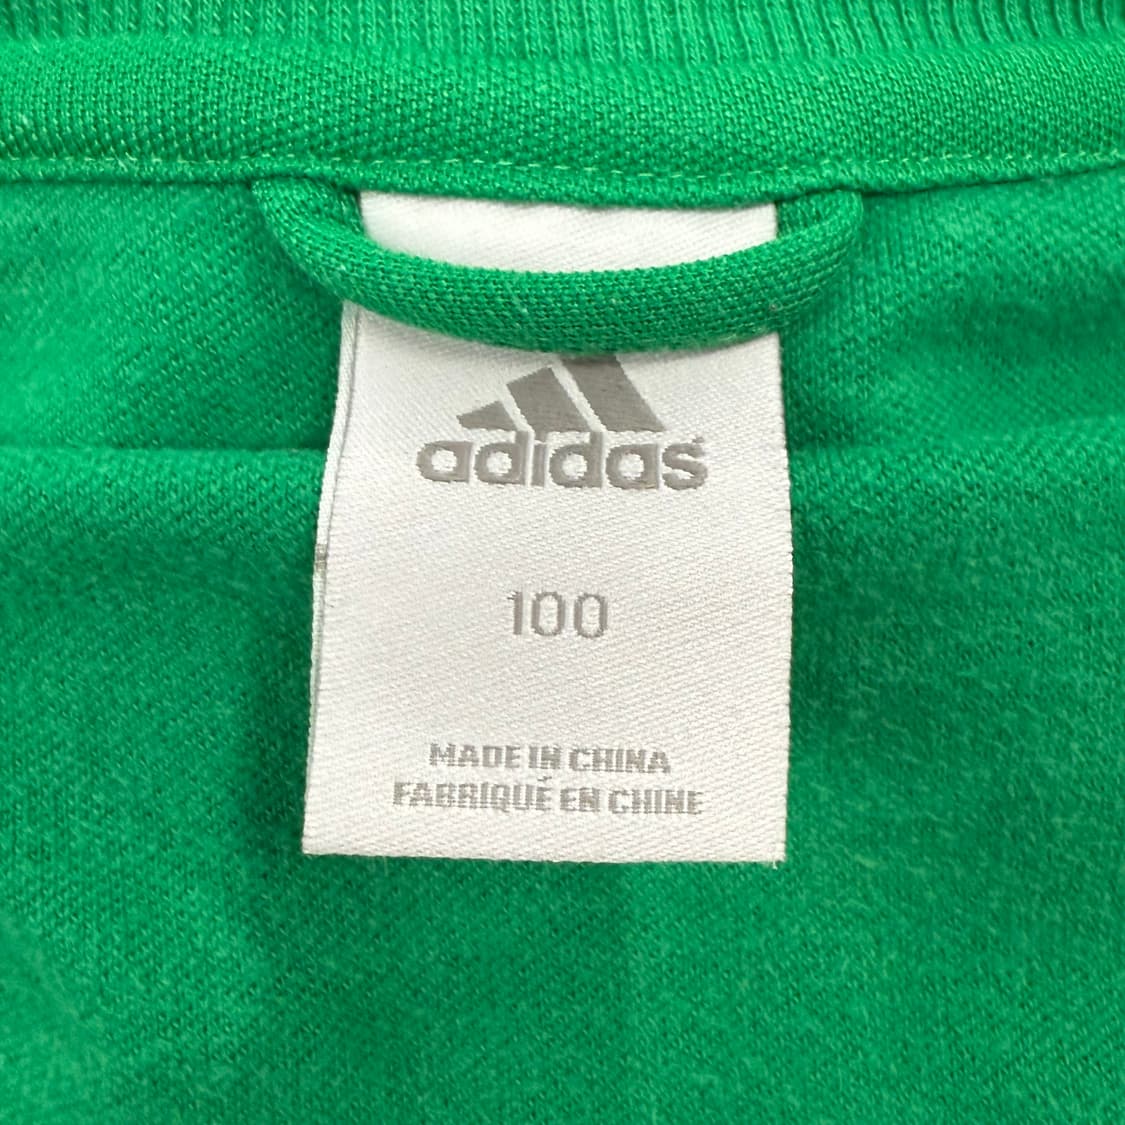 adidas
100
MADE IN CHINA
FABRIQUÉ EN CHINE